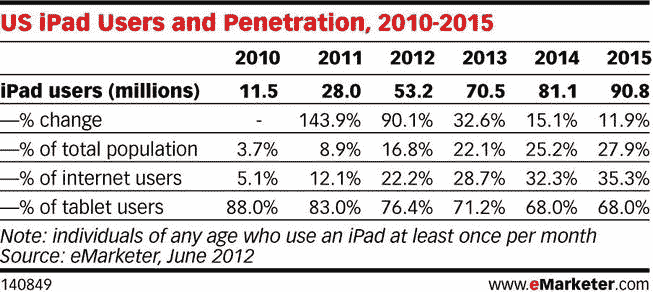 US iPad Users and Penetration, 2010-2015
2010 2011 2012 2013 2014 2015
iPad users (millions) 11.5 28.0 53.2 70.5 81.1 90.8
—% change - 143.9% 90.1% 32.6% 15.1% 11.9%
—% of total population 3.7% 8.9% 16.8% 22.1% 25.2% 27.9%
—% of internet users 5.1% 12.1% 22.2% 28.7% 32.3% 35.3%
—% of tablet users 88.0% 83.0% 76.4% 71.2% 68.0% 68.0%
Note: individuals of any age who use an iPad at least once per month
Source: eMarketer, June 2012
140849 www.eMarketer.com